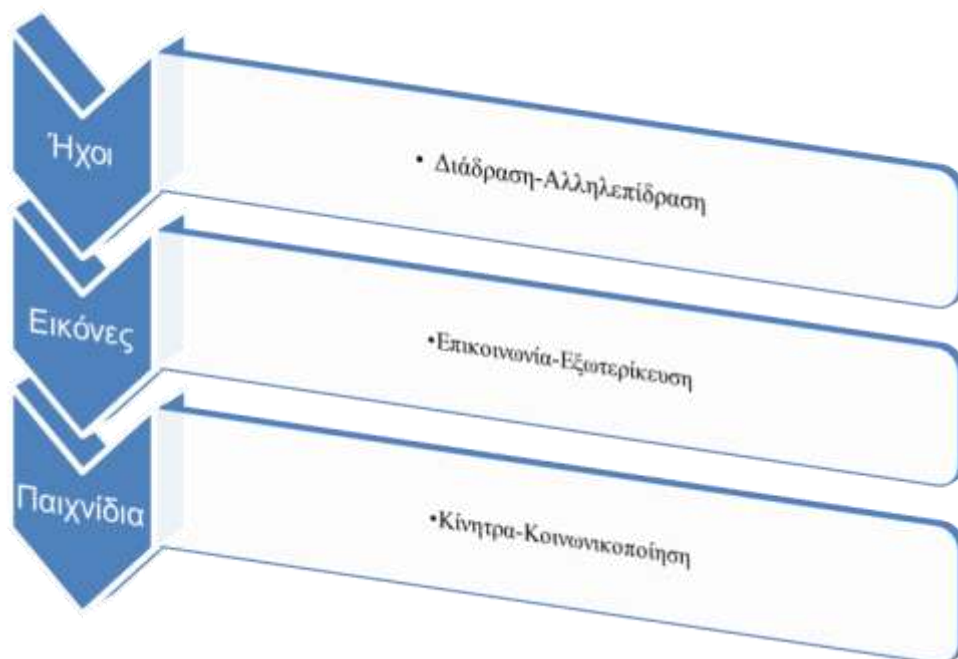 Ήχοι
• Διάδραση-Αλληλεπίδραση
Εικόνες
•Επικοινωνία-Εξωτερίκευση
Παιχνίδια
•Κίνητρα-Κοινωνικοποίηση